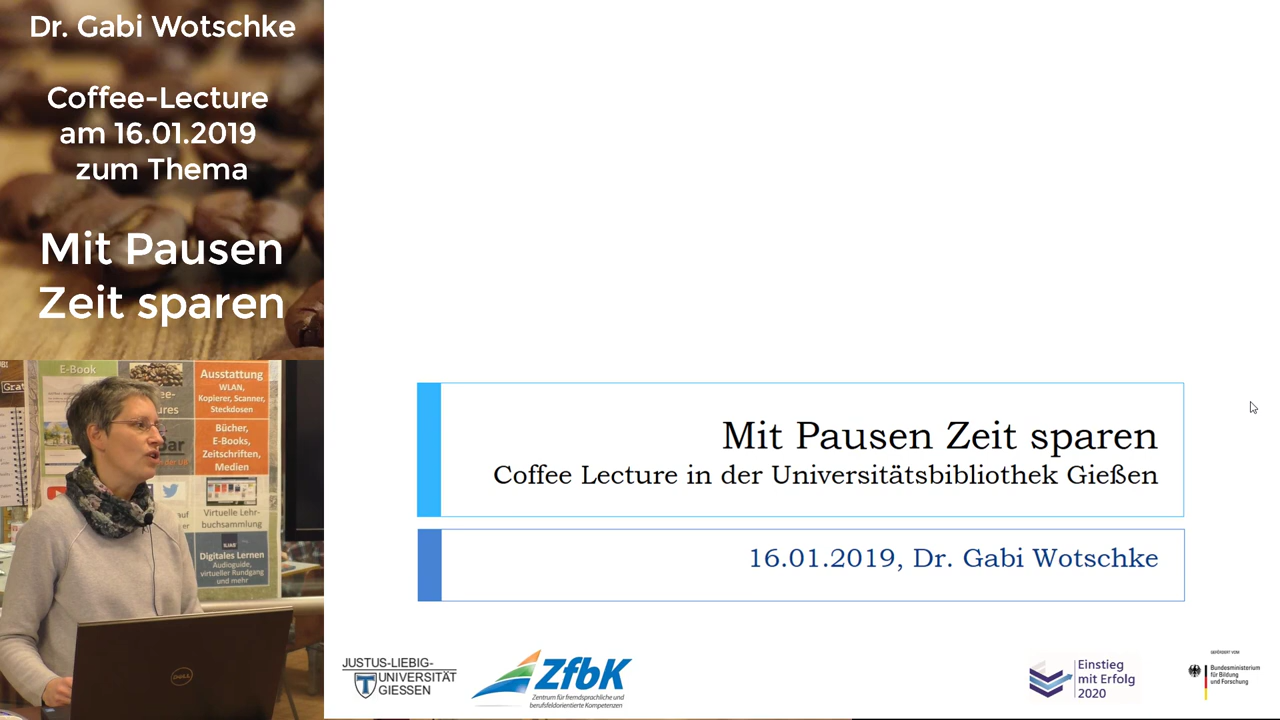 Dr. Gabi Wotschke
Coffee-Lecture
am 16.01.2019
zum Thema
Mit Pausen
Zeit sparen
E-Book
Ausstattung
WLAN,
Kopierer, Scanner,
Steckdosen
Bücher,
E-Books,
Zeitschriften,
Medien
Virtuelle Lehr-
buchsammlung
Digitales Lernen
Audioguide,
virtueller Rundgang
und mehr
DELL
Mit Pausen Zeit sparen
Coffee Lecture in der Universitätsbibliothek Gießen
16.01.2019, Dr. Gabi Wotschke
JUSTUS-LIEBIG-
UNIVERSITÄT
GIESSEN
ZfbK
Zentrum für fremdsprachliche und
berufsfeldorientierte Kompetenzen
Einstieg
mit Erfolg
2020
GEFÖRDERT VOM
Bundesministerium
für Bildung
und Forschung